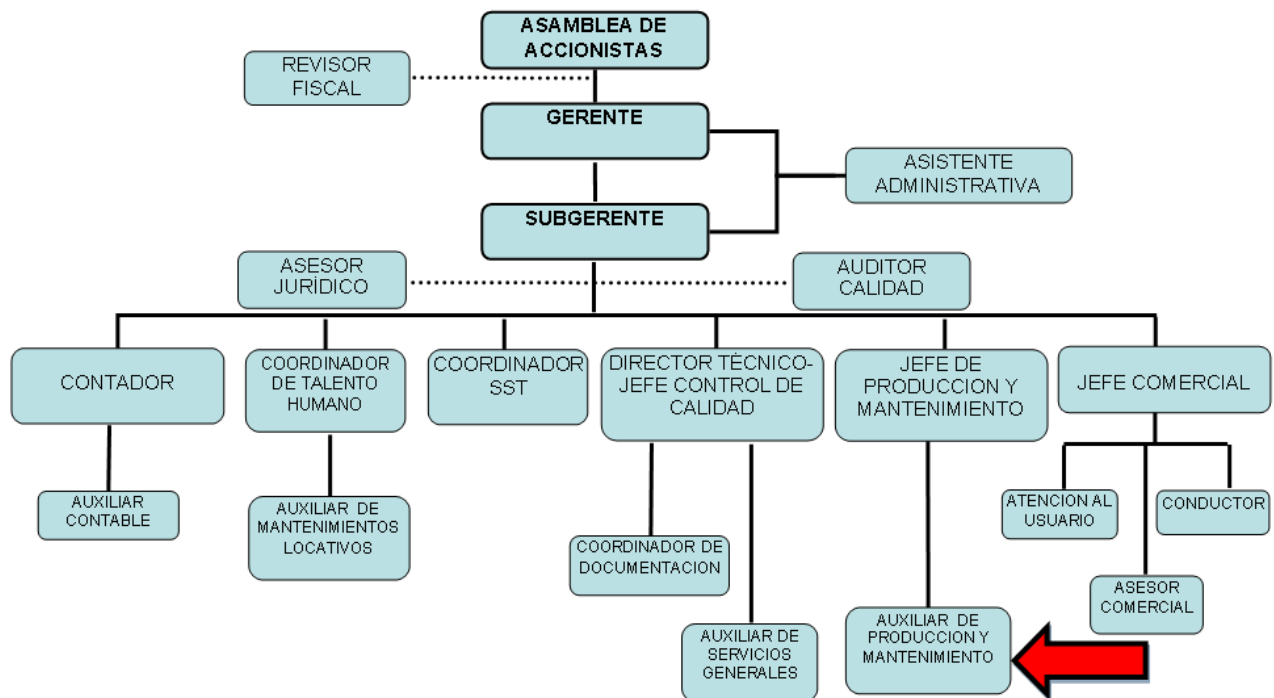 ASAMBLEA DE
ACCIONISTAS
REVISOR
FISCAL
GERENTE
ASISTENTE
ADMINISTRATIVA
SUBGERENTE
ASESOR
JURÍDICO
AUDITOR
CALIDAD
CONTADOR
COORDINADOR
DE TALENTO
HUMANO
COORDINADOR
SST
DIRECTOR TÉCNICO-
JEFE CONTROL DE
CALIDAD
JEFE DE
PRODUCCION Y
MANTENIMIENTO
JEFE COMERCIAL
AUXILIAR
CONTABLE
AUXILIAR DE
MANTENIMIENTOS
LOCATIVOS
COORDINADOR DE
DOCUMENTACION
AUXILIAR DE
SERVICIOS
GENERALES
AUXILIAR DE
PRODUCCION Y
MANTENIMIENTO
ATENCION AL
USUARIO
CONDUCTOR
ASESOR
COMERCIAL